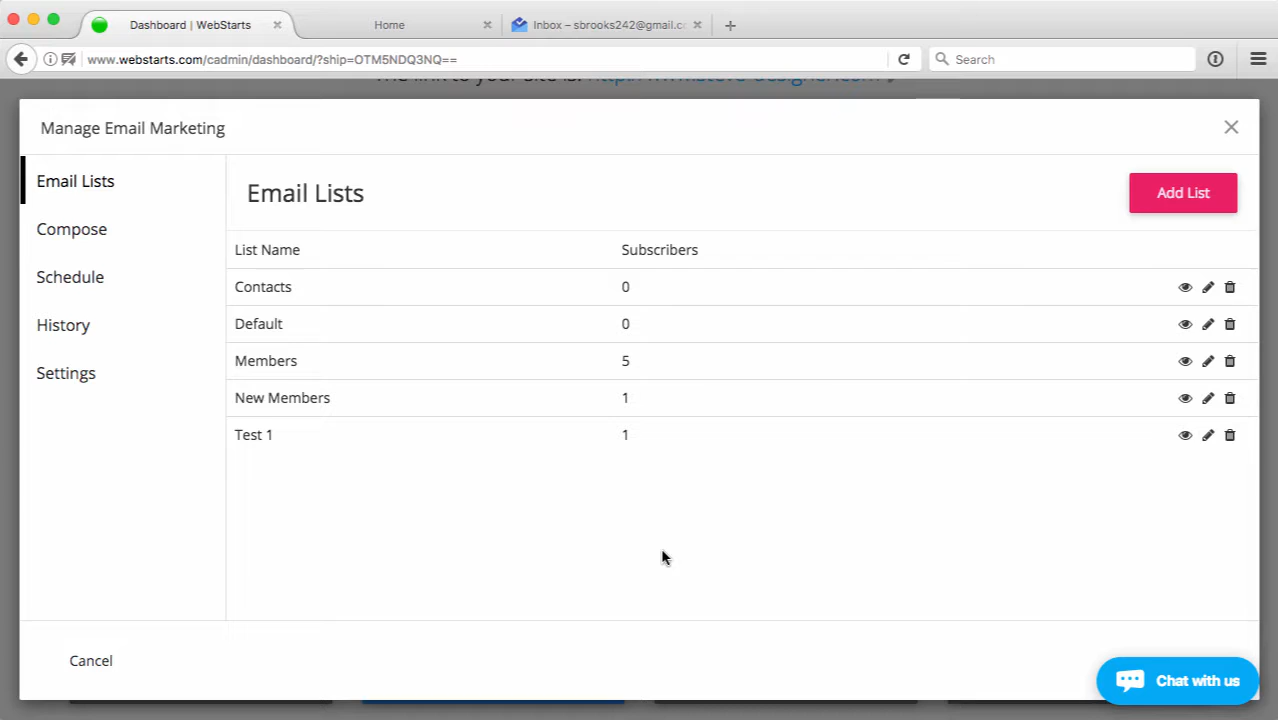 Dashboard | WebStarts
Home
Inbox – sbrooks242@gmail.c
www.webstarts.com/cadmin/dashboard/?ship=OTM5NDQ3NQ==
Search
Manage Email Marketing
Email Lists
Compose
Schedule
History
Settings
Email Lists
Add List
List Name Subscribers
Contacts 0
Default 0
Members 5
New Members 1
Test 1 1
Cancel
Chat with us